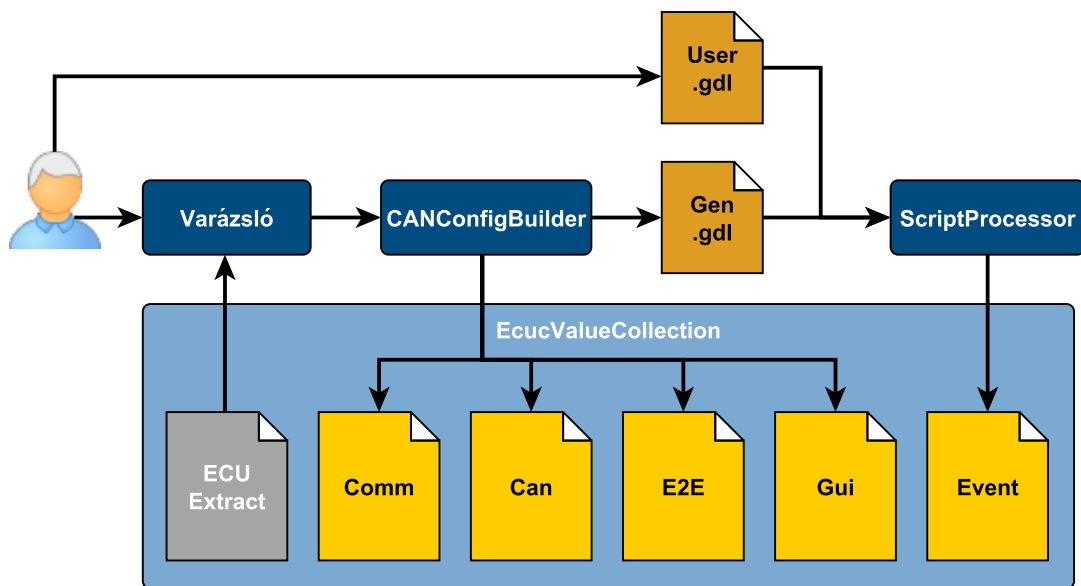 User
.gdl
Varázsló
CANConfigBuilder
Gen
.gdl
ScriptProcessor
EcucValueCollection
ECU
Extract
Comm
Can
E2E
Gui
Event